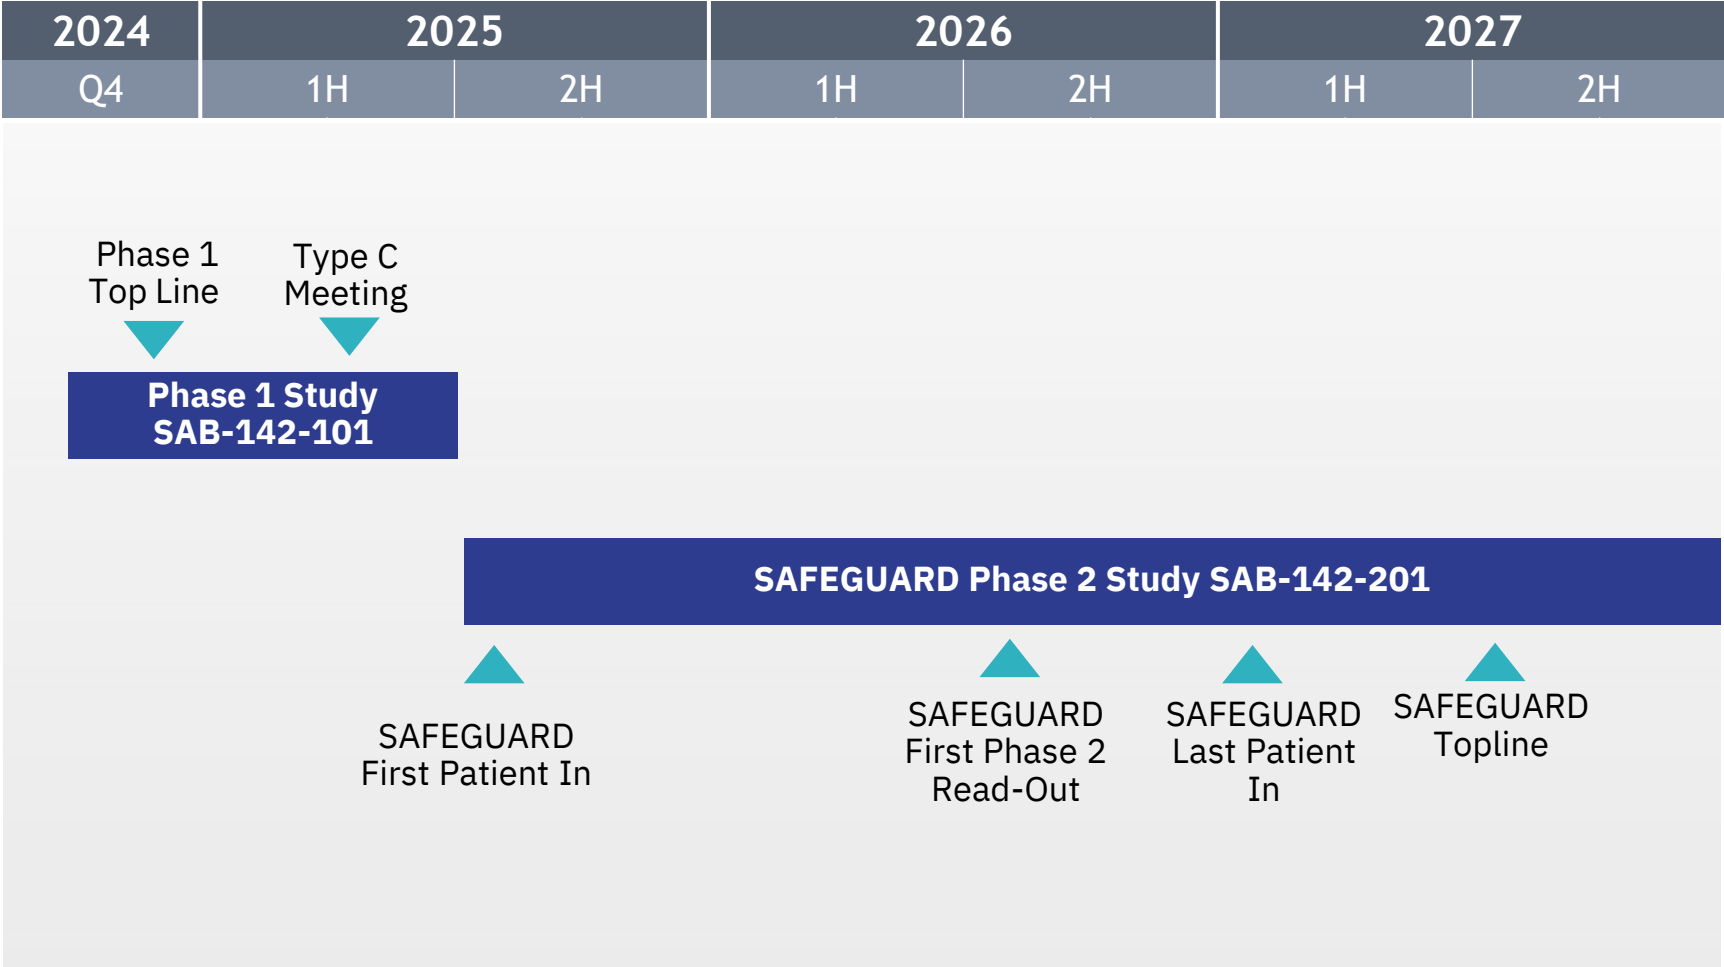 2024 2025 2026 2027
Q4 1H 2H 1H 2H 1H 2H
Phase 1
Top Line
Type C
Meeting
Phase 1 Study
SAB-142-101
SAFEGUARD Phase 2 Study SAB-142-201
SAFEGUARD
First Patient In
SAFEGUARD
First Phase 2
Read-Out
SAFEGUARD
Last Patient
In
SAFEGUARD
Topline